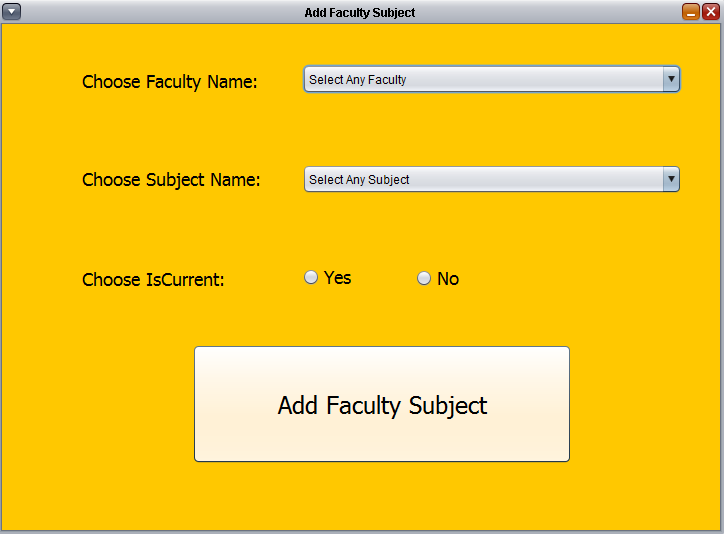 Add Faculty Subject
Choose Faculty Name: Select Any Faculty
Choose Subject Name: Select Any Subject
Choose IsCurrent: Yes No
Add Faculty Subject